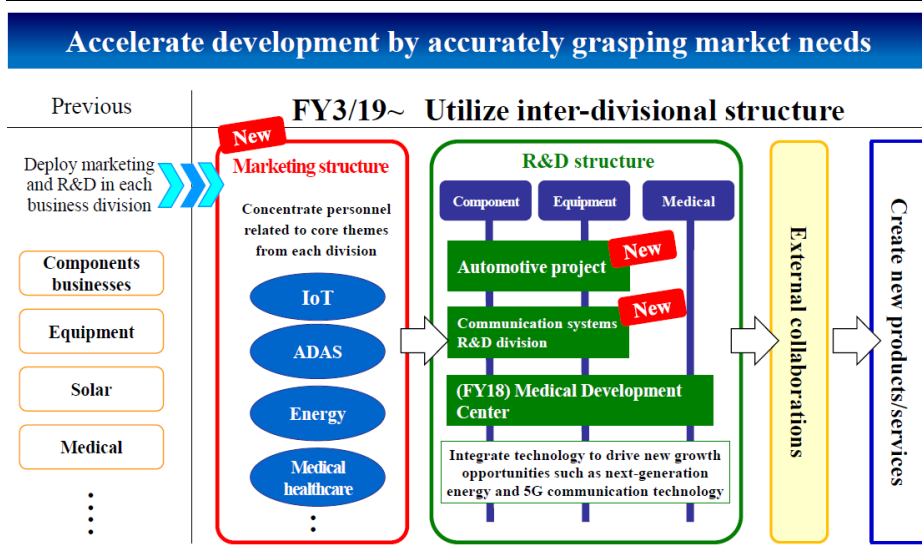 Accelerate development by accurately grasping market needs
Previous
FY3/19~ Utilize inter-divisional structure
Deploy marketing
and R&D in each
business division
Components
businesses
Equipment
Solar
Medical
New
Marketing structure
Concentrate personnel
related to core themes
from each division
IoT
ADAS
Energy
Medical
healthcare
R&D structure
Component
Equipment
Medical
New
Automotive project
New
Communication systems
R&D division
(FY18) Medical Development
Center
Integrate technology to drive new growth
opportunities such as next-generation
energy and 5G communication technology
External collaborations
Create new products/services